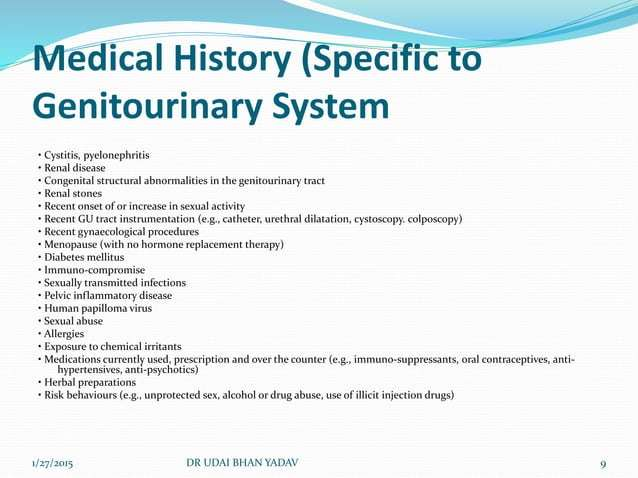 Medical History (Specific to
Genitourinary System
• Cystitis, pyelonephritis
• Renal disease
• Congenital structural abnormalities in the genitourinary tract
• Renal stones
• Recent onset of or increase in sexual activity
• Recent GU tract instrumentation (e.g., catheter, urethral dilatation, cystoscopy. colposcopy)
• Recent gynaecological procedures
• Menopause (with no hormone replacement therapy)
• Diabetes mellitus
• Immuno-compromise
• Sexually transmitted infections
• Pelvic inflammatory disease
• Human papilloma virus
• Sexual abuse
• Allergies
• Exposure to chemical irritants
• Medications currently used, prescription and over the counter (e.g., immuno-suppressants, oral contraceptives, anti-
hypertensives, anti-psychotics)
• Herbal preparations
• Risk behaviours (e.g., unprotected sex, alcohol or drug abuse, use of illicit injection drugs)
1/27/2015 DR UDAI BHAN YADAV 9